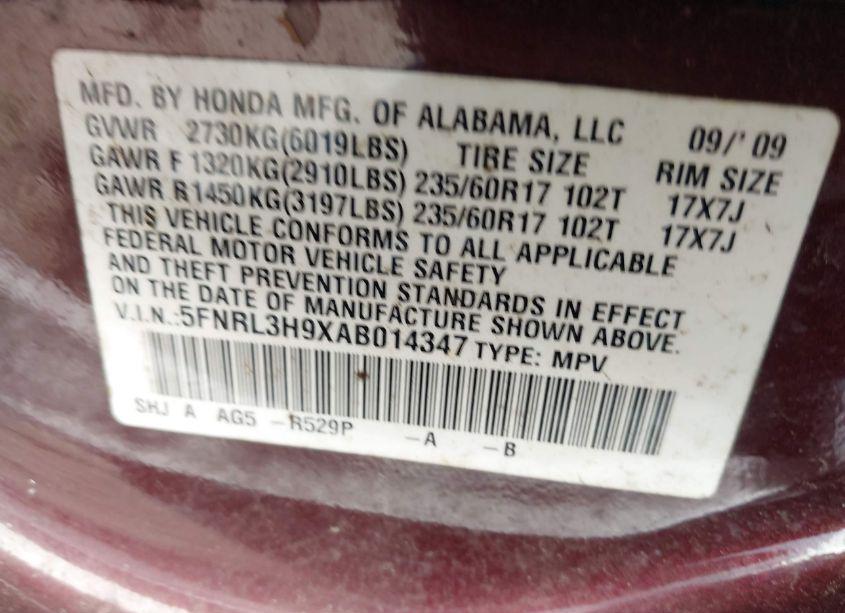 MFD. BY HONDA MFG. OF ALABAMA, LLC 09/'09
GVWR 2730KG(6019LBS) TIRE SIZE RIM SIZE
GAWR F 1320KG(2910LBS) 235/60R17 102T 17X7J
GAWR R 1450KG(3197LBS) 235/60R17 102T 17X7J
THIS VEHICLE CONFORMS TO ALL APPLICABLE
FEDERAL MOTOR VEHICLE SAFETY
AND THEFT PREVENTION STANDARDS IN EFFECT
ON THE DATE OF MANUFACTURE SHOWN ABOVE.
V.I.N.:5FNRL3H9XAB014347 TYPE: MPV
SHJ A AG5 -R529P -A -B